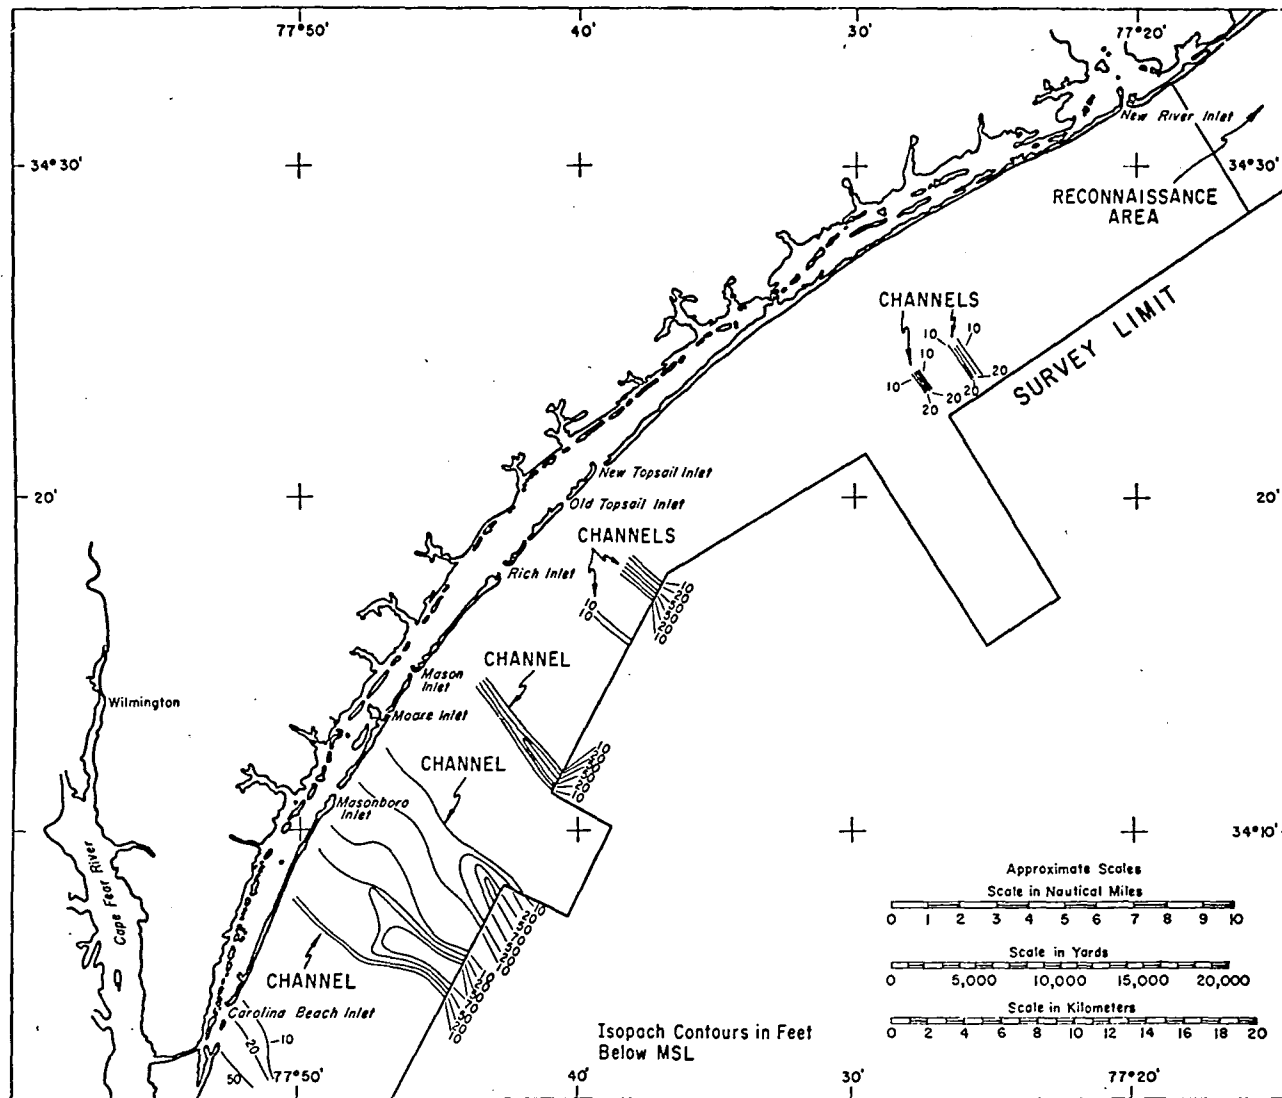 77°50'
40'
30'
77°20'
New River Inlet
34°30'
34°30'
RECONNAISSANCE
AREA
CHANNELS
10
10
10
10
20
20
20
20
SURVEY LIMIT
New Topsail Inlet
20'
20'
Old Topsail Inlet
CHANNELS
Rich Inlet
10
10
CHANNEL
Mason
Inlet
Wilmington
Moore Inlet
CHANNEL
Masonboro
Inlet
34°10'
Cape Fear River
Approximate Scales
Scale in Nautical Miles
0 1 2 3 4 5 6 7 8 9 10
Scale in Yards
0 5,000 10,000 15,000 20,000
CHANNEL
Carolina Beach Inlet
Scale in Kilometers
0 2 4 6 8 10 12 14 16 18 20
Isopach Contours in Feet
Below MSL
10
20
50
77°50'
40'
30'
77°20'